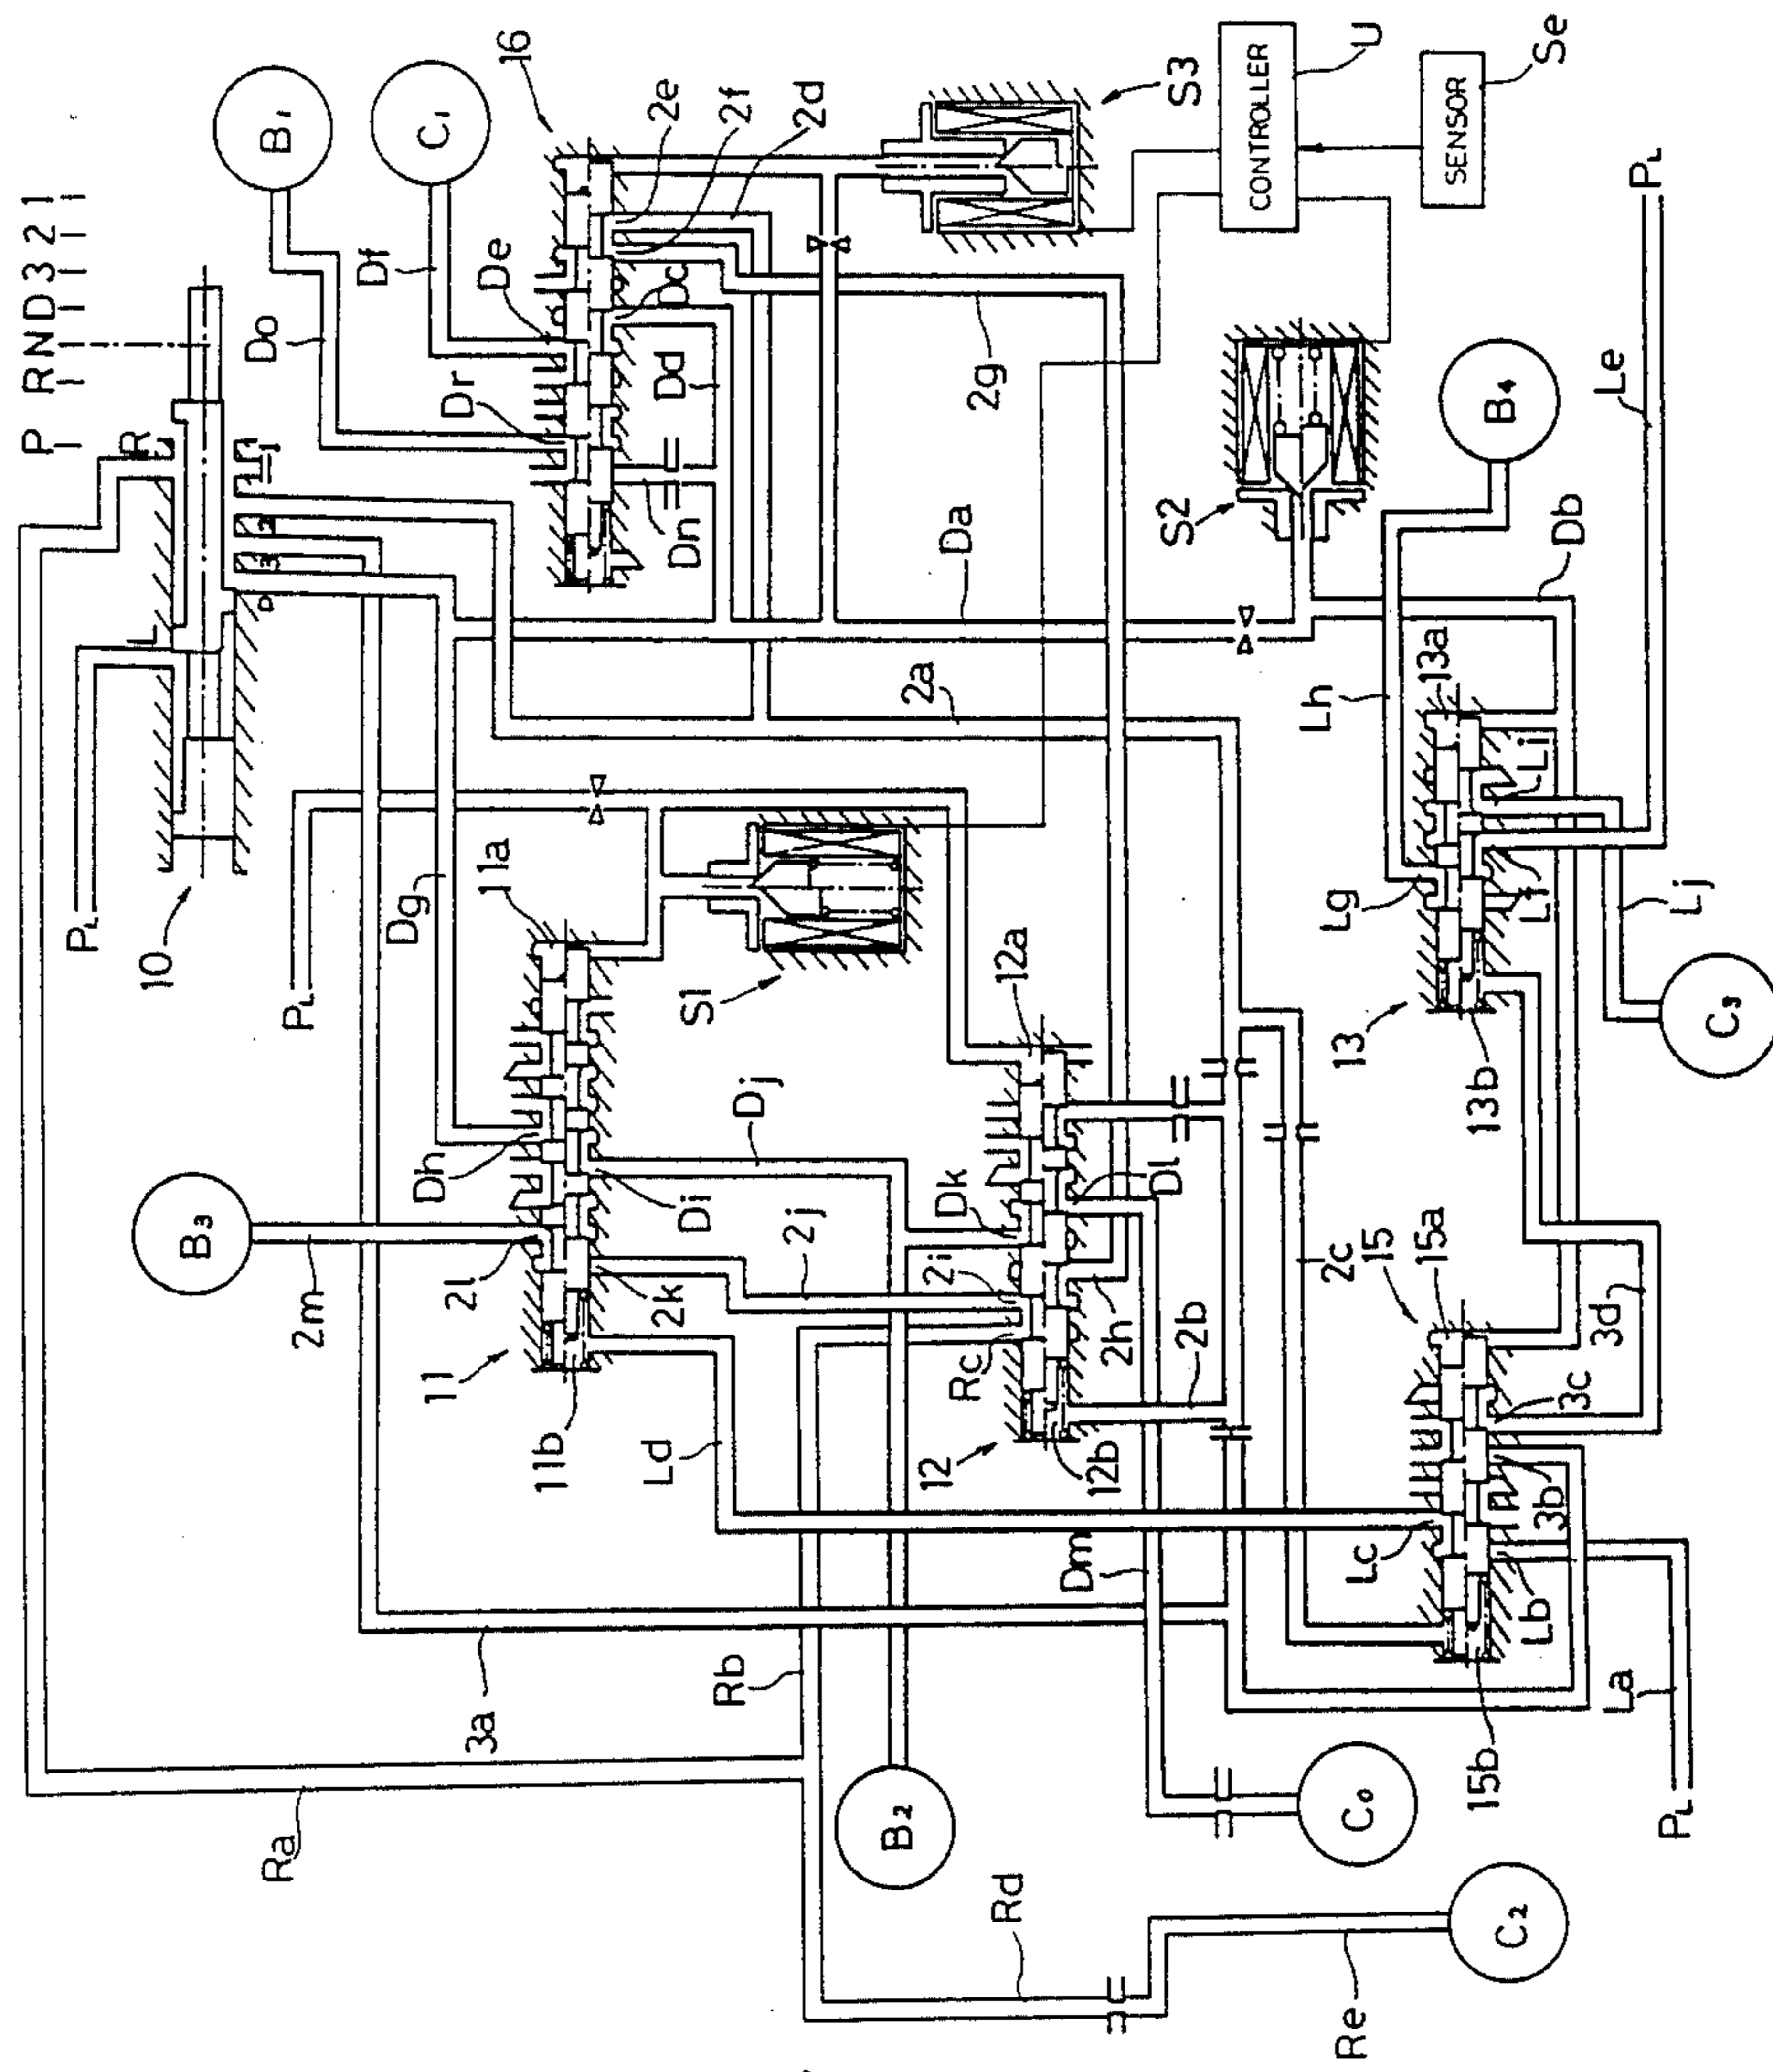 P R N D 3 2 1
B₁
C₁
16
Do
Df
De
Dr
2e
2f
2d
Dc
Dd
Dn
2g
S3
CONTROLLER
U
SENSOR
Se
R
1
2
3
D
L
PL
10
PL
Dg
11a
Da
2a
S1
S2
B₄
Le
PL
Db
Lh
13a
Li
Lf
Lg
Lj
13
13b
C₃
B₃
2m
2l
Dh
Di
Dj
2j
2k
11
11b
12a
Dk
Dl
2i
2h
Rc
2b
12
12b
2c
15
15a
3d
3c
3b
Lc
Lb
La
15b
PL
Ld
Dm
Rb
3a
Ra
B₂
C₀
Rd
Re
C₂